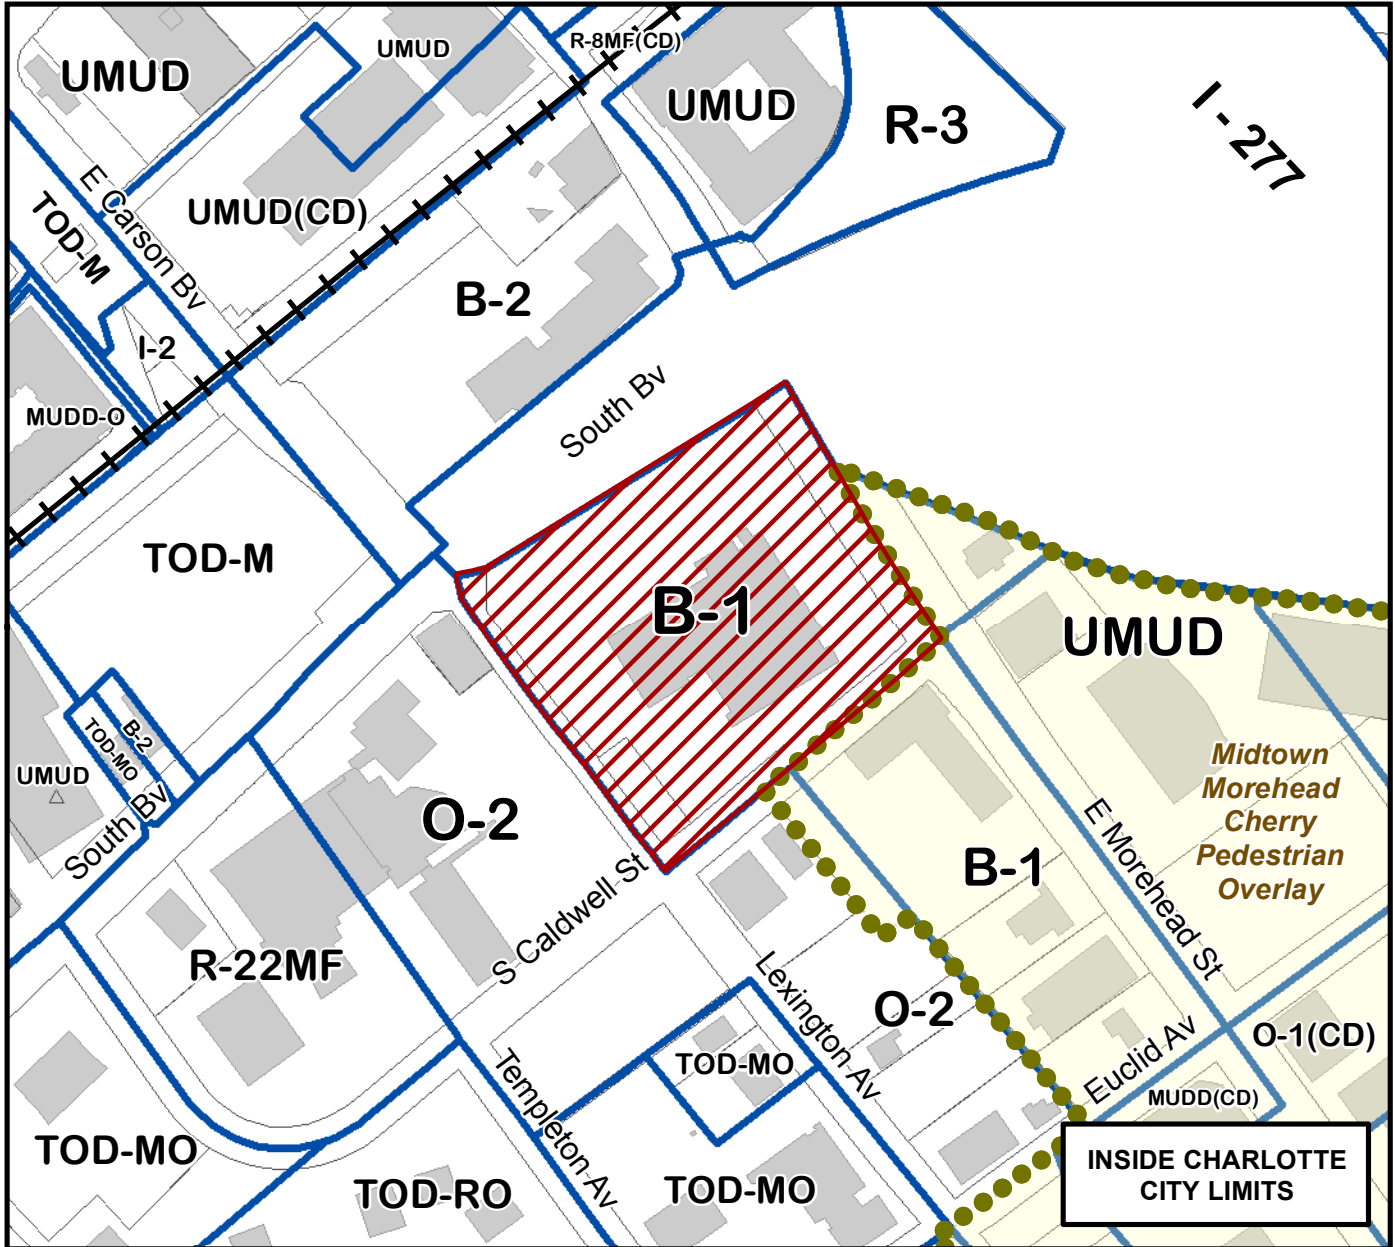 UMUD
UMUD
R-8MF(CD)
UMUD
R-3
I - 277
E Carson Bv
TOD-M
UMUD(CD)
B-2
I-2
MUDD-O
South Bv
TOD-M
B-1
UMUD
B-2
TOD-MO
UMUD
South Bv
O-2
Midtown
Morehead
Cherry
Pedestrian
Overlay
E Morehead St
B-1
S Caldwell St
R-22MF
Lexington Av
O-2
Euclid Av
O-1(CD)
TOD-MO
MUDD(CD)
Templeton Av
TOD-MO
TOD-RO
TOD-MO
INSIDE CHARLOTTE
CITY LIMITS